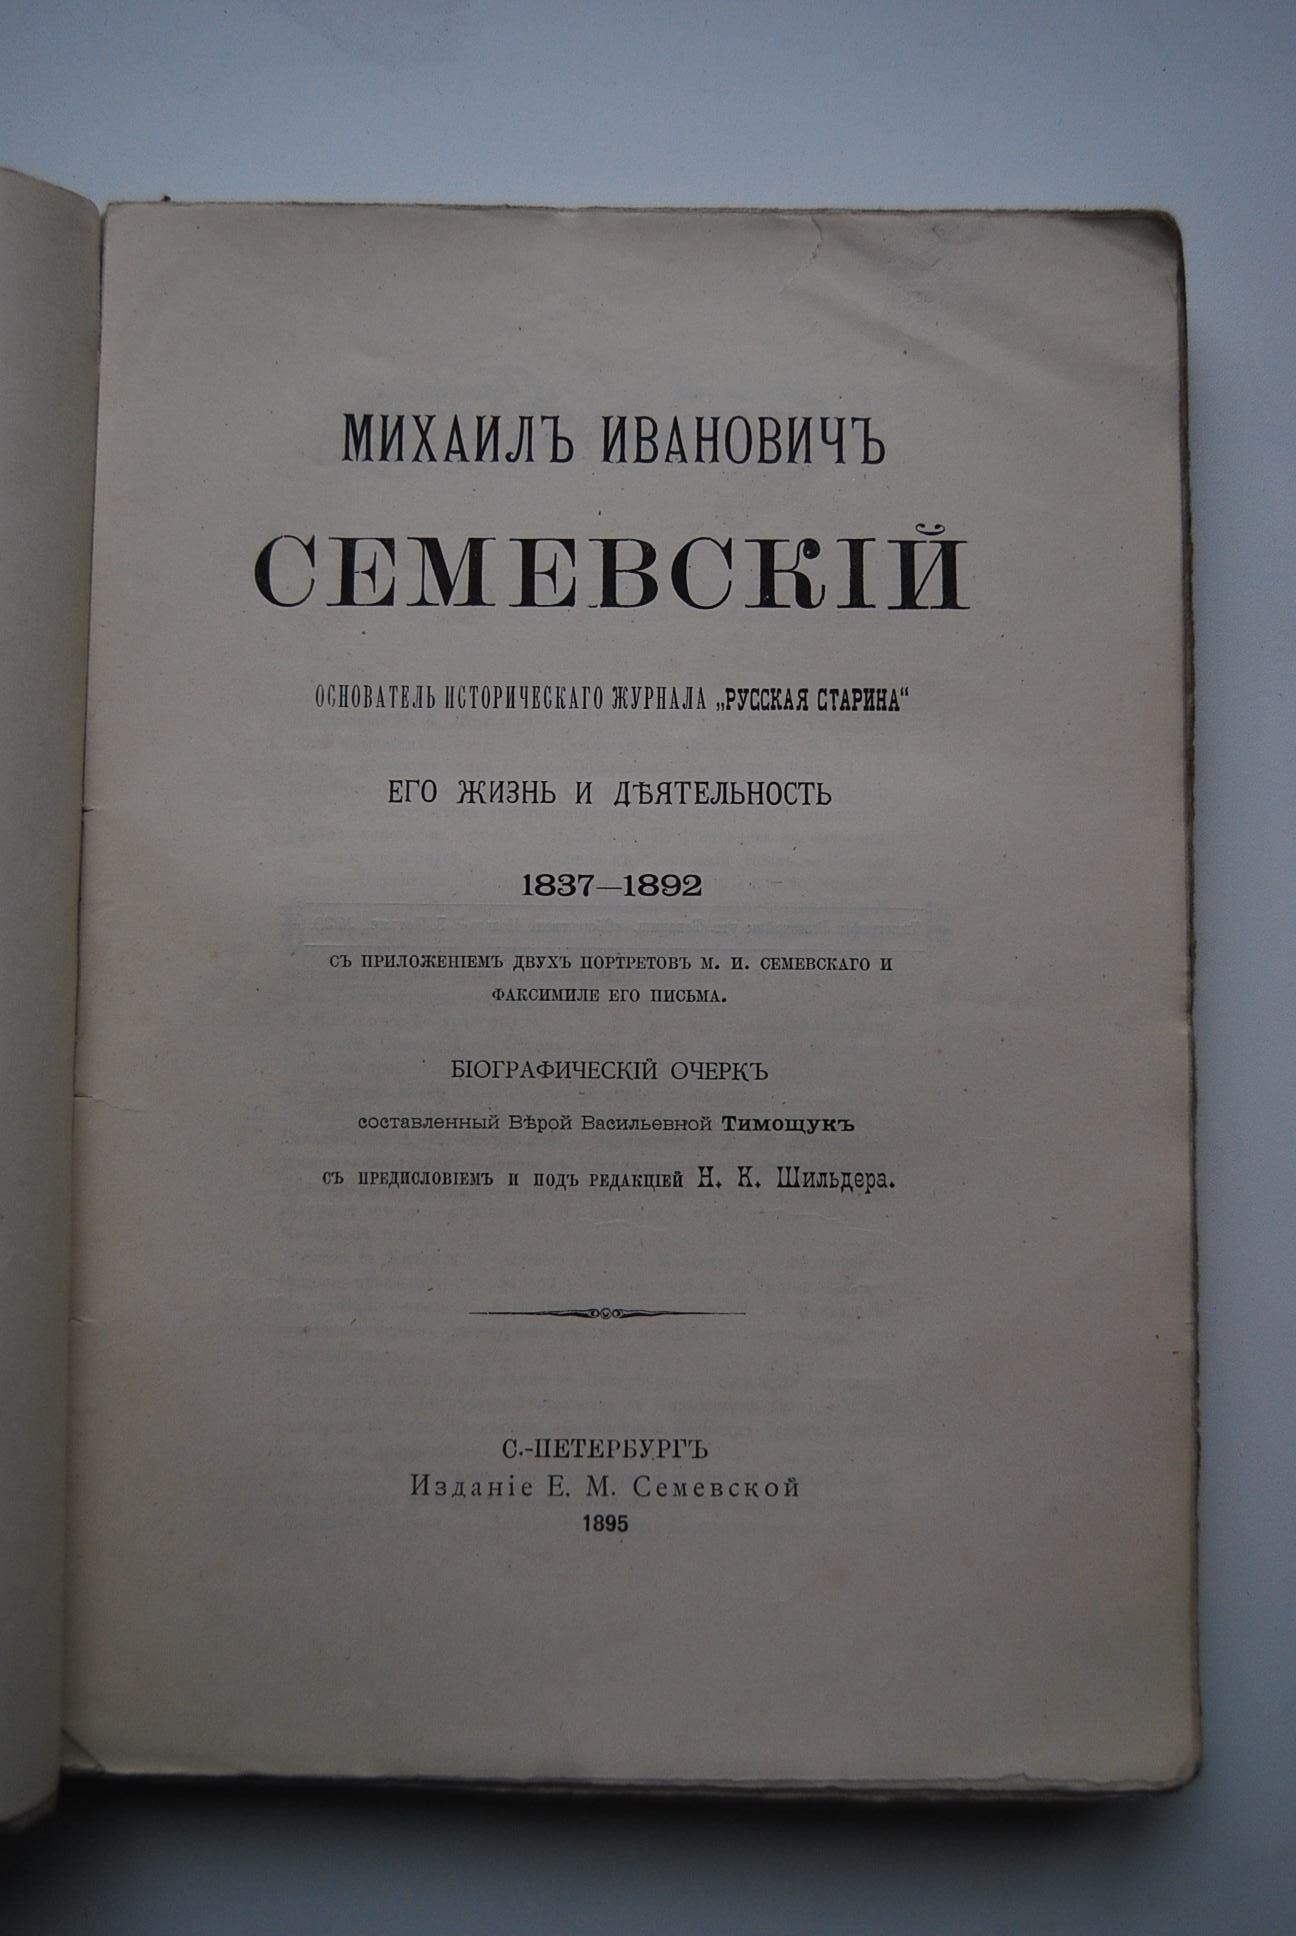 МИХАИЛЪ ИВАНОВИЧЪ
СЕМЕВСКІЙ
ОСНОВАТЕЛЬ ИСТОРИЧЕСКАГО ЖУРНАЛА „РУССКАЯ СТАРИНА“
ЕГО ЖИЗНЬ И ДѢЯТЕЛЬНОСТЬ
1837—1892
СЪ ПРИЛОЖЕНІЕМЪ ДВУХЪ ПОРТРЕТОВЪ М. И. СЕМЕВСКАГО И
ФАКСИМИЛЕ ЕГО ПИСЬМА.
БІОГРАФИЧЕСКІЙ ОЧЕРКЪ
составленный Вѣрой Васильевной Тимощукъ
СЪ ПРЕДИСЛОВІЕМЪ И ПОДЪ РЕДАКЦІЕЙ Н. К. Шильдера.
С.-ПЕТЕРБУРГЪ
Изданіе Е. М. Семевской
1895